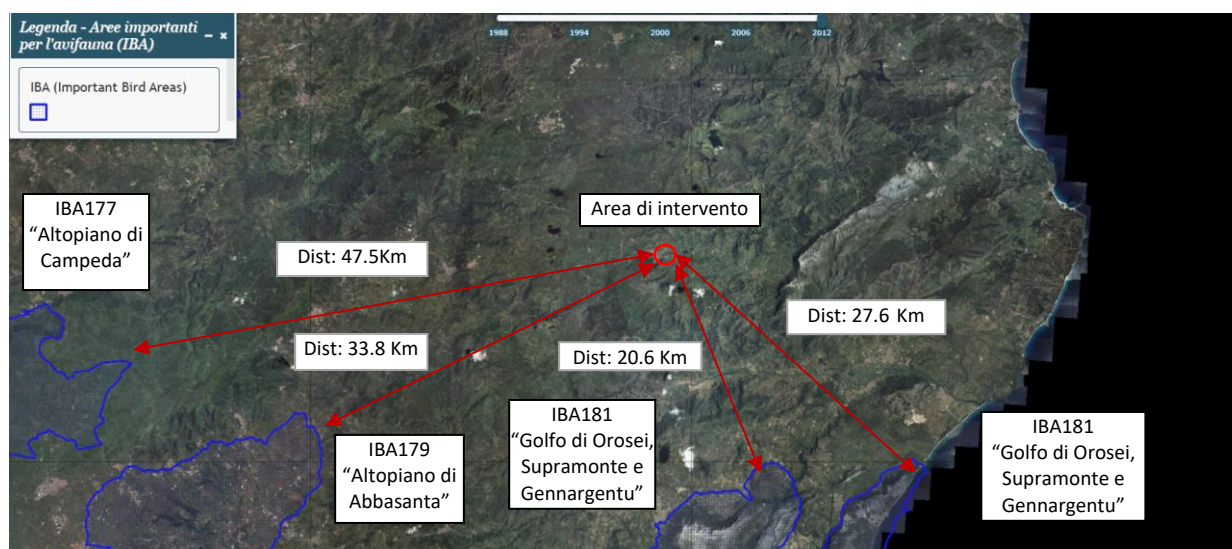 Legenda - Aree importanti
per l'avifauna (IBA)
IBA (Important Bird Areas)
1988 1994 2000 2006 2012
IBA177
“Altopiano di
Campeda”
Dist: 47.5Km
Area di intervento
Dist: 27.6 Km
Dist: 33.8 Km
Dist: 20.6 Km
IBA179
“Altopiano di
Abbasanta”
IBA181
“Golfo di Orosei,
Supramonte e
Gennargentu”
IBA181
“Golfo di Orosei,
Supramonte e
Gennargentu”